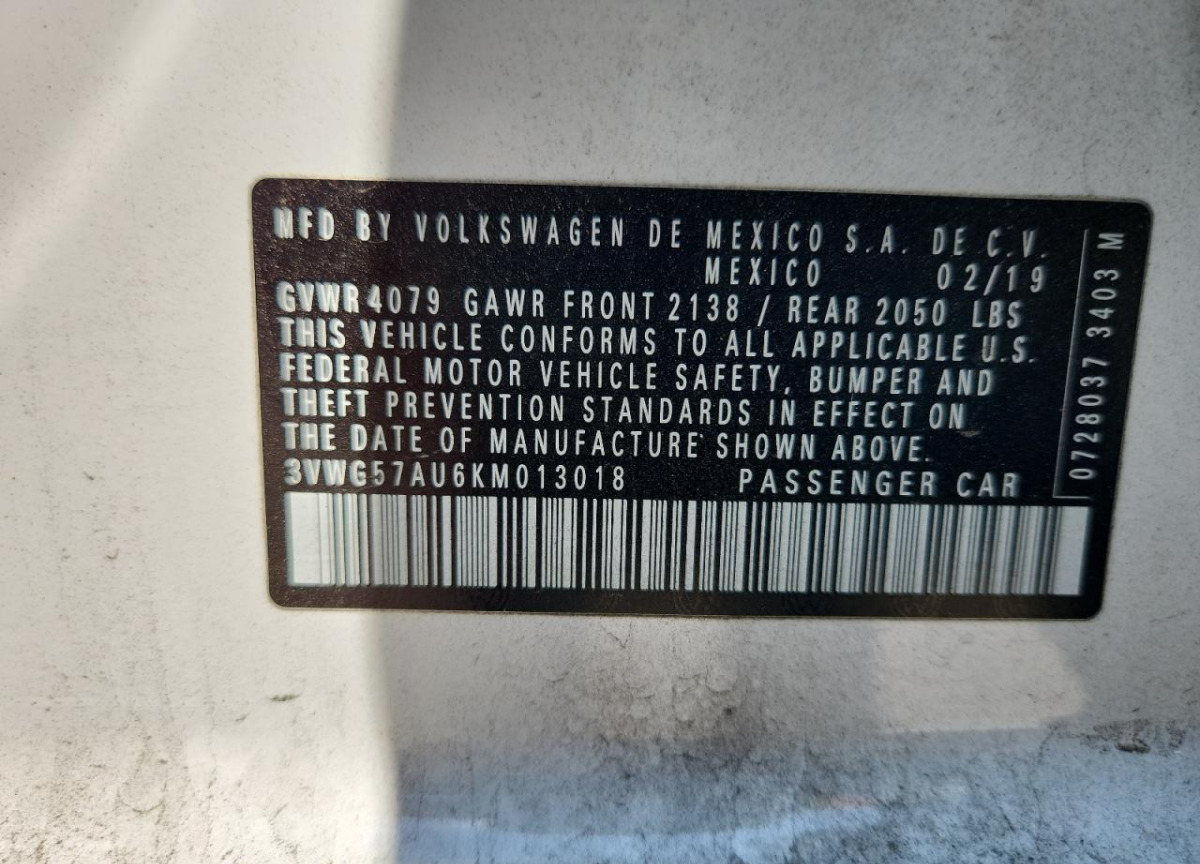 MFD BY VOLKSWAGEN DE MEXICO S.A. DE C.V.
MEXICO 02/19
GVWR 4079 GAWR FRONT 2138 / REAR 2050 LBS
THIS VEHICLE CONFORMS TO ALL APPLICABLE U.S.
FEDERAL MOTOR VEHICLE SAFETY, BUMPER AND
THEFT PREVENTION STANDARDS IN EFFECT ON
THE DATE OF MANUFACTURE SHOWN ABOVE.
3VWG57AU6KM013018 PASSENGER CAR
0728037 3403 M